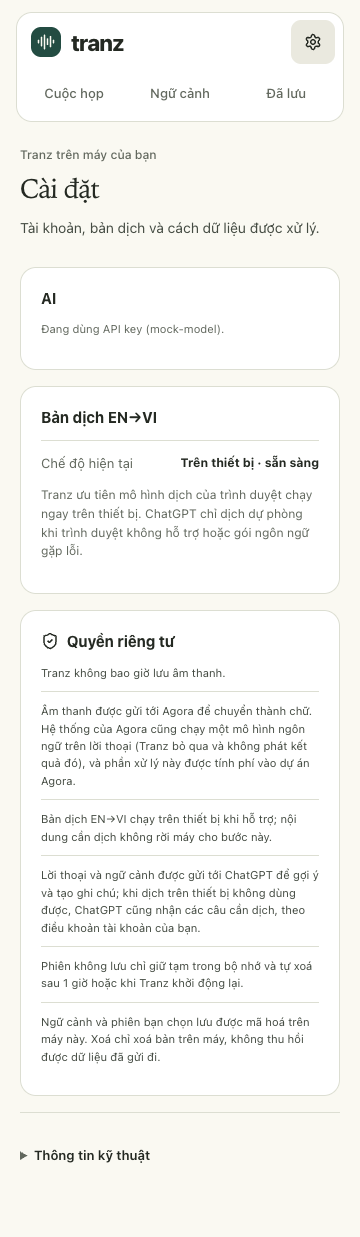 tranz
Cuộc họp
Ngữ cảnh
Đã lưu
Tranz trên máy của bạn
Cài đặt
Tài khoản, bản dịch và cách dữ liệu được xử lý.
AI
Đang dùng API key (mock-model).
Bản dịch EN→VI
Chế độ hiện tại
Trên thiết bị · sẵn sàng
Tranz ưu tiên mô hình dịch của trình duyệt chạy
ngay trên thiết bị. ChatGPT chỉ dịch dự phòng
khi trình duyệt không hỗ trợ hoặc gói ngôn ngữ
gặp lỗi.
Quyền riêng tư
Tranz không bao giờ lưu âm thanh.
Âm thanh được gửi tới Agora để chuyển thành chữ.
Hệ thống của Agora cũng chạy một mô hình ngôn
ngữ trên lời thoại (Tranz bỏ qua và không phát kết
quả đó), và phần xử lý này được tính phí vào dự án
Agora.
Bản dịch EN→VI chạy trên thiết bị khi hỗ trợ; nội
dung cần dịch không rời máy cho bước này.
Lời thoại và ngữ cảnh được gửi tới ChatGPT để gợi ý
và tạo ghi chú; khi dịch trên thiết bị không dùng
được, ChatGPT cũng nhận các câu cần dịch, theo
điều khoản tài khoản của bạn.
Phiên không lưu chỉ giữ tạm trong bộ nhớ và tự xoá
sau 1 giờ hoặc khi Tranz khởi động lại.
Ngữ cảnh và phiên bạn chọn lưu được mã hoá trên
máy này. Xoá chỉ xoá bản trên máy, không thu hồi
được dữ liệu đã gửi đi.
Thông tin kỹ thuật